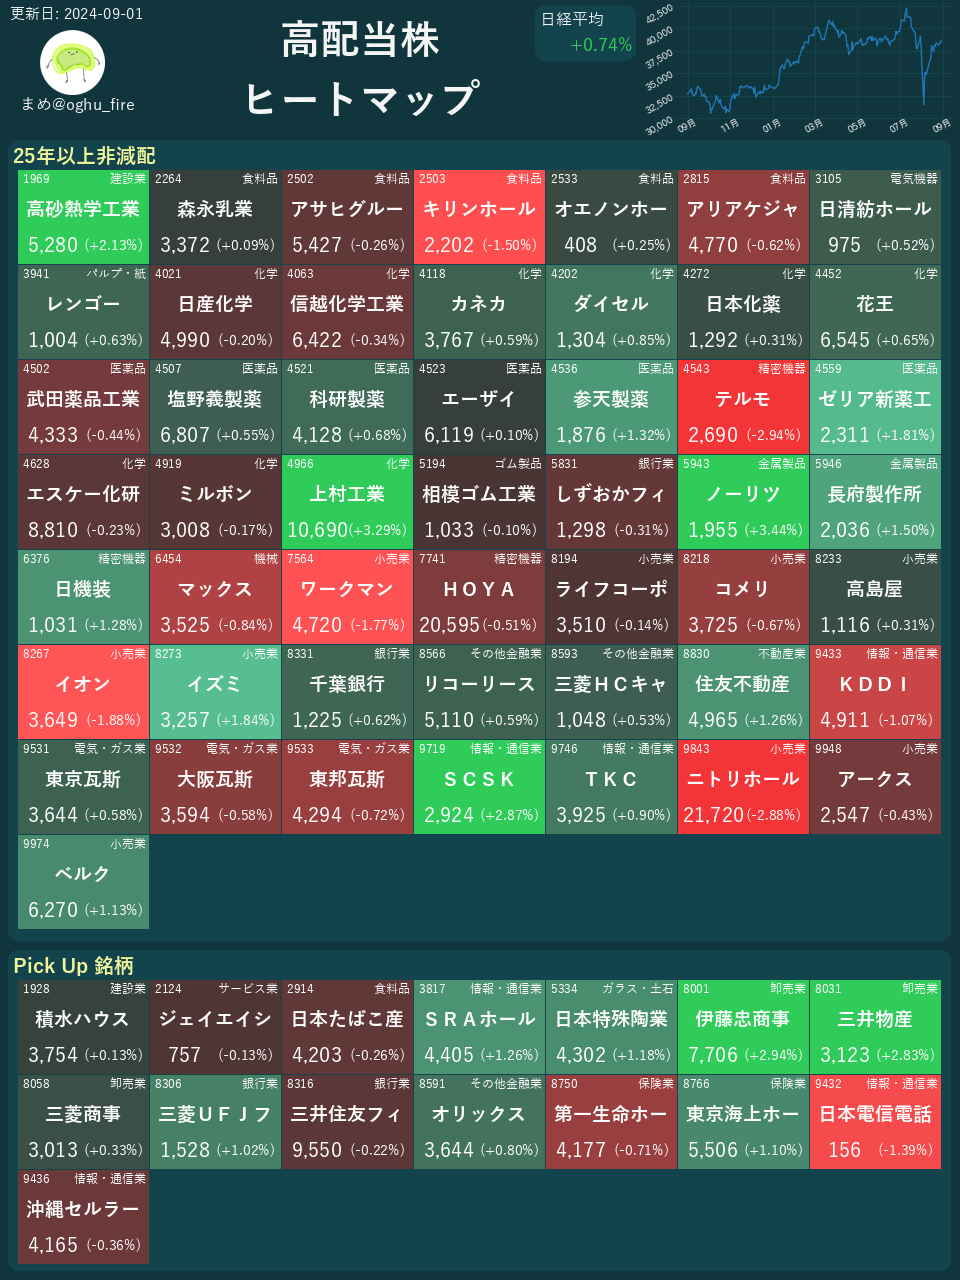 更新日: 2024-09-01
まめ@oghu_fire
高配当株
ヒートマップ
日経平均
+0.74%
42,500
40,000
37,500
35,000
32,500
30,000
09月 11月 01月 03月 05月 07月 09月
25年以上非減配
1969 建設業
高砂熱学工業
5,280 (+2.13%)
2264 食料品
森永乳業
3,372 (+0.09%)
2502 食料品
アサヒグルー
5,427 (-0.26%)
2503 食料品
キリンホール
2,202 (-1.50%)
2533 食料品
オエノンホー
408 (+0.25%)
2815 食料品
アリアケジャ
4,770 (-0.62%)
3105 電気機器
日清紡ホール
975 (+0.52%)
3941 パルプ・紙
レンゴー
1,004 (+0.63%)
4021 化学
日産化学
4,990 (-0.20%)
4063 化学
信越化学工業
6,422 (-0.34%)
4118 化学
カネカ
3,767 (+0.59%)
4202 化学
ダイセル
1,304 (+0.85%)
4272 化学
日本化薬
1,292 (+0.31%)
4452 化学
花王
6,545 (+0.65%)
4502 医薬品
武田薬品工業
4,333 (-0.44%)
4507 医薬品
塩野義製薬
6,807 (+0.55%)
4521 医薬品
科研製薬
4,128 (+0.68%)
4523 医薬品
エーザイ
6,119 (+0.10%)
4536 医薬品
参天製薬
1,876 (+1.32%)
4543 精密機器
テルモ
2,690 (-2.94%)
4559 医薬品
ゼリア新薬工
2,311 (+1.81%)
4628 化学
エスケー化研
8,810 (-0.23%)
4919 化学
ミルボン
3,008 (-0.17%)
4966 化学
上村工業
10,690(+3.29%)
5194 ゴム製品
相模ゴム工業
1,033 (-0.10%)
5831 銀行業
しずおかフィ
1,298 (-0.31%)
5943 金属製品
ノーリツ
1,955 (+3.44%)
5946 金属製品
長府製作所
2,036 (+1.50%)
6376 精密機器
日機装
1,031 (+1.28%)
6454 機械
マックス
3,525 (-0.84%)
7564 小売業
ワークマン
4,720 (-1.77%)
7741 精密機器
ＨＯＹＡ
20,595(-0.51%)
8194 小売業
ライフコーポ
3,510 (-0.14%)
8218 小売業
コメリ
3,725 (-0.67%)
8233 小売業
高島屋
1,116 (+0.31%)
8267 小売業
イオン
3,649 (-1.88%)
8273 小売業
イズミ
3,257 (+1.84%)
8331 銀行業
千葉銀行
1,225 (+0.62%)
8566 その他金融業
リコーリース
5,110 (+0.59%)
8593 その他金融業
三菱ＨＣキャ
1,048 (+0.53%)
8830 不動産業
住友不動産
4,965 (+1.26%)
9433 情報・通信業
ＫＤＤＩ
4,911 (-1.07%)
9531 電気・ガス業
東京瓦斯
3,644 (+0.58%)
9532 電気・ガス業
大阪瓦斯
3,594 (-0.58%)
9533 電気・ガス業
東邦瓦斯
4,294 (-0.72%)
9719 情報・通信業
ＳＣＳＫ
2,924 (+2.87%)
9746 情報・通信業
ＴＫＣ
3,925 (+0.90%)
9843 小売業
ニトリホール
21,720(-2.88%)
9948 小売業
アークス
2,547 (-0.43%)
9974 小売業
ベルク
6,270 (+1.13%)
Pick Up 銘柄
1928 建設業
積水ハウス
3,754 (+0.13%)
2124 サービス業
ジェイエイシ
757 (-0.13%)
2914 食料品
日本たばこ産
4,203 (-0.26%)
3817 情報・通信業
ＳＲＡホール
4,405 (+1.26%)
5334 ガラス・土石
日本特殊陶業
4,302 (+1.18%)
8001 卸売業
伊藤忠商事
7,706 (+2.94%)
8031 卸売業
三井物産
3,123 (+2.83%)
8058 卸売業
三菱商事
3,013 (+0.33%)
8306 銀行業
三菱ＵＦＪフ
1,528 (+1.02%)
8316 銀行業
三井住友フィ
9,550 (-0.22%)
8591 その他金融業
オリックス
3,644 (+0.80%)
8750 保険業
第一生命ホー
4,177 (-0.71%)
8766 保険業
東京海上ホー
5,506 (+1.10%)
9432 情報・通信業
日本電信電話
156 (-1.39%)
9436 情報・通信業
沖縄セルラー
4,165 (-0.36%)